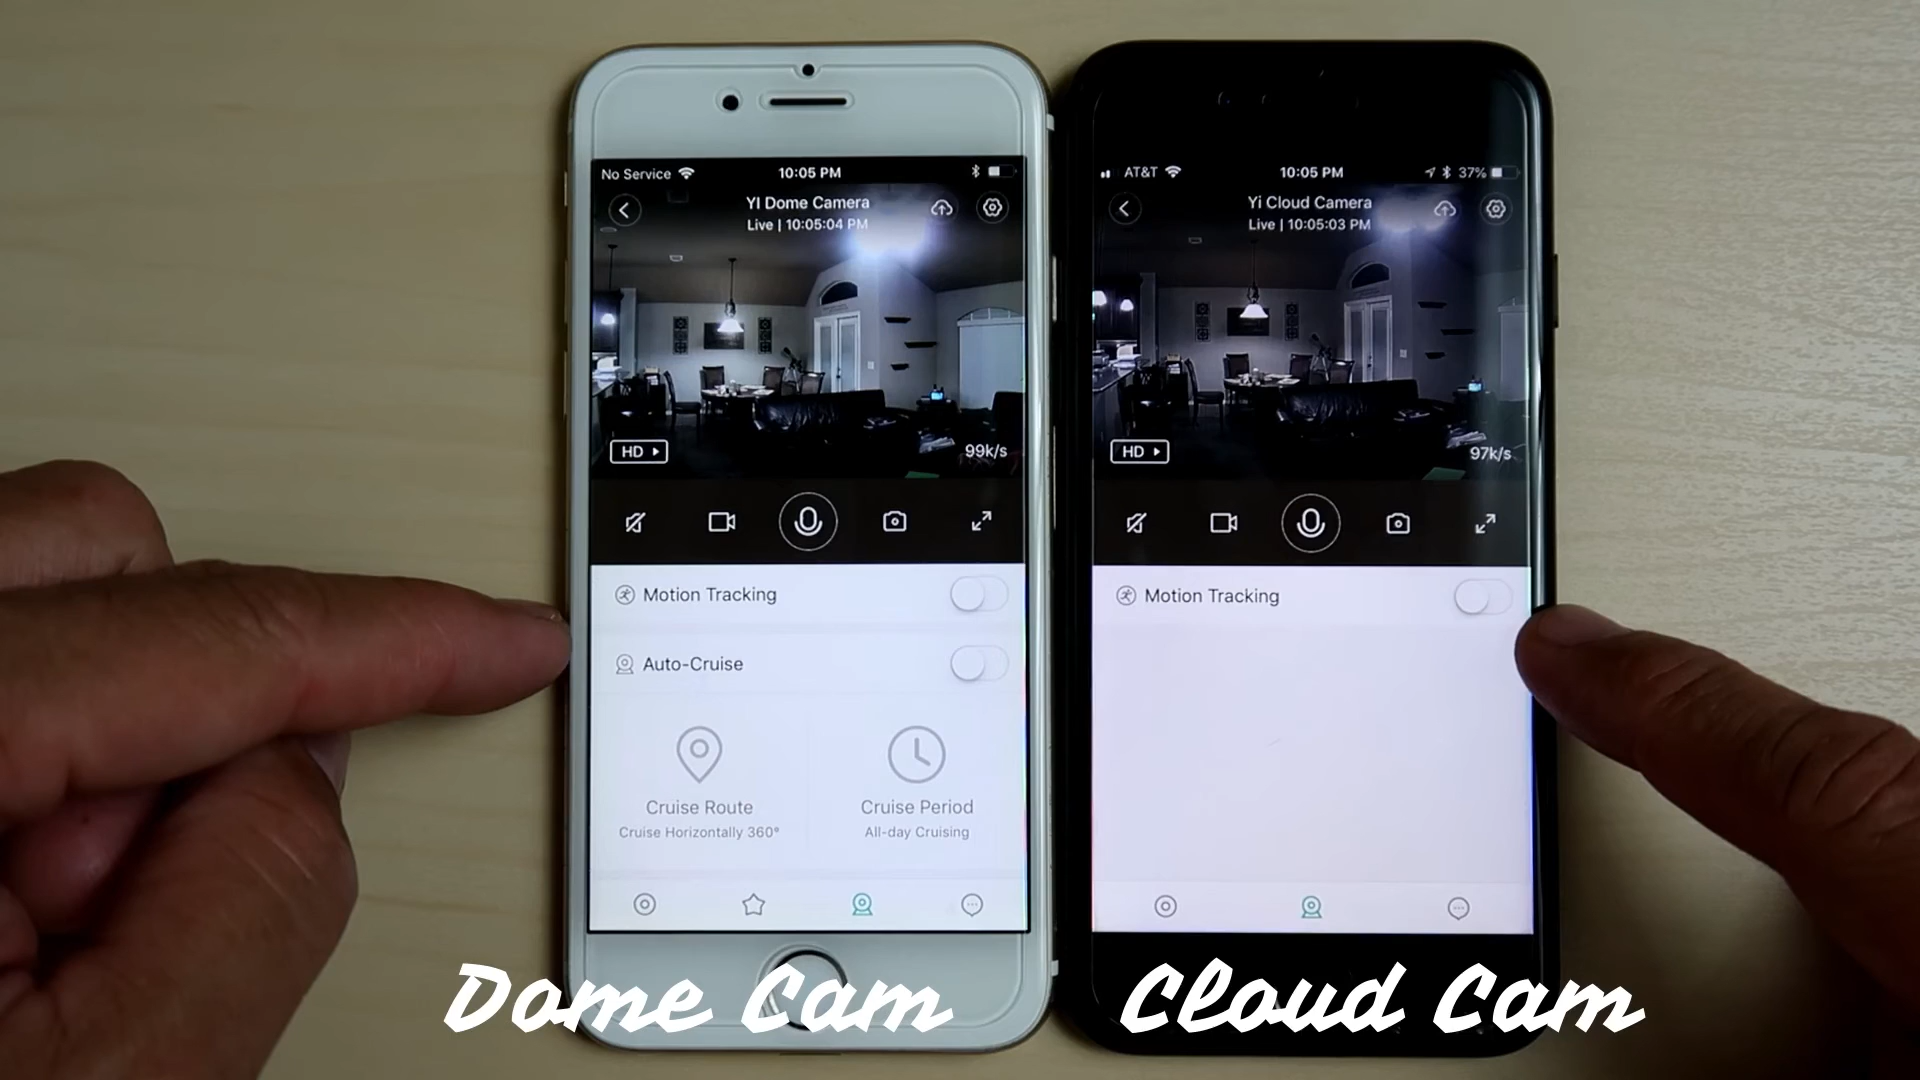 No Service 10:05 PM
YI Dome Camera
Live | 10:05:04 PM
HD
99k/s
Motion Tracking
Auto-Cruise
Cruise Route
Cruise Horizontally 360°
Cruise Period
All-day Cruising
AT&T 10:05 PM 37%
Yi Cloud Camera
Live | 10:05:03 PM
HD
97k/s
Motion Tracking
Dome Cam
Cloud Cam